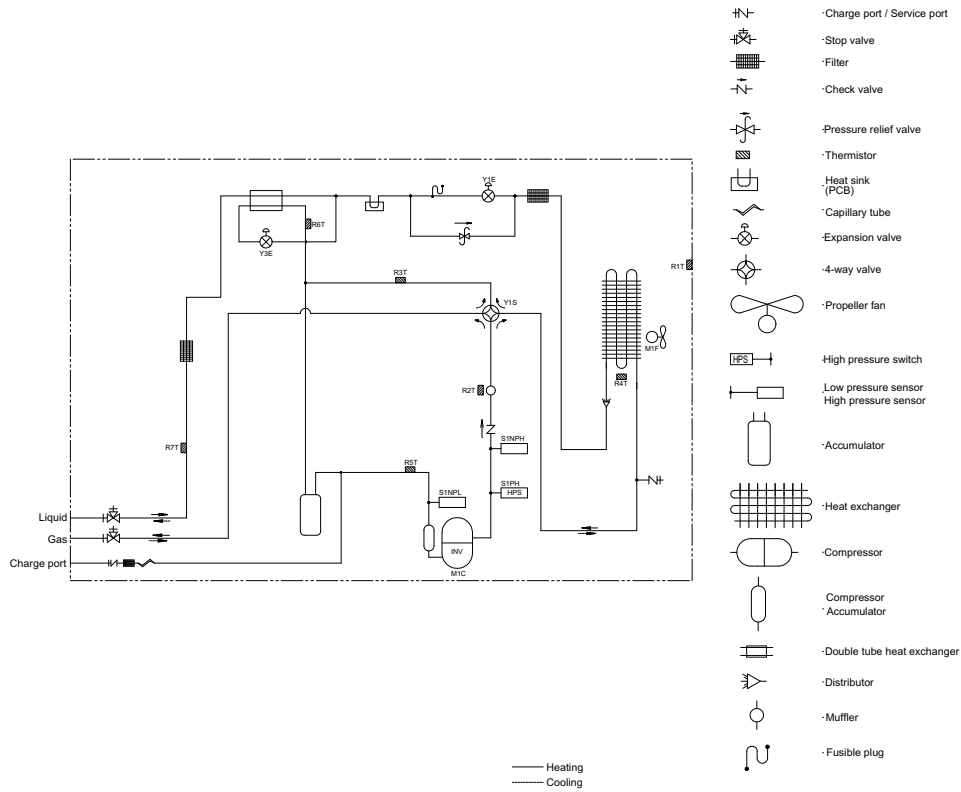 Charge port / Service port
Stop valve
Filter
Check valve
Pressure relief valve
Thermistor
Heat sink
(PCB)
Capillary tube
Expansion valve
4-way valve
Propeller fan
HPS
High pressure switch
Low pressure sensor
High pressure sensor
Accumulator
Heat exchanger
Compressor
Compressor
Accumulator
Double tube heat exchanger
Distributor
Muffler
Fusible plug
Y1E
R6T
Y3E
R3T
R1T
Y1S
M1F
R4T
R2T
R7T
S1NPH
R5T
S1PH
HPS
S1NPL
INV
M1C
Liquid
Gas
Charge port
Heating
Cooling